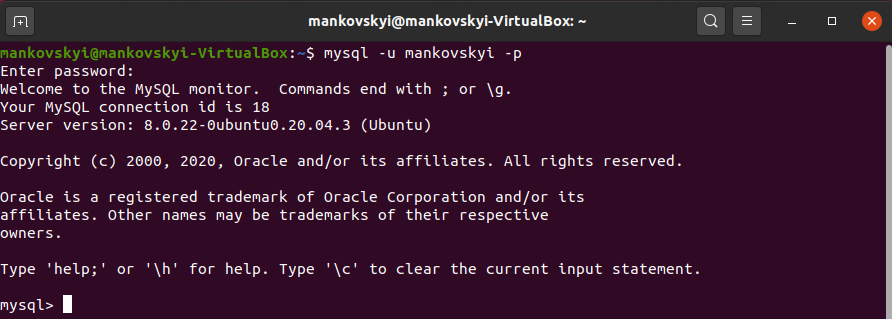 mankovskyi@mankovskyi-VirtualBox: ~
mankovskyi@mankovskyi-VirtualBox:~$ mysql -u mankovskyi -p
Enter password:
Welcome to the MySQL monitor.  Commands end with ; or \g.
Your MySQL connection id is 18
Server version: 8.0.22-0ubuntu0.20.04.3 (Ubuntu)

Copyright (c) 2000, 2020, Oracle and/or its affiliates. All rights reserved.

Oracle is a registered trademark of Oracle Corporation and/or its
affiliates. Other names may be trademarks of their respective
owners.

Type 'help;' or '\h' for help. Type '\c' to clear the current input statement.

mysql>